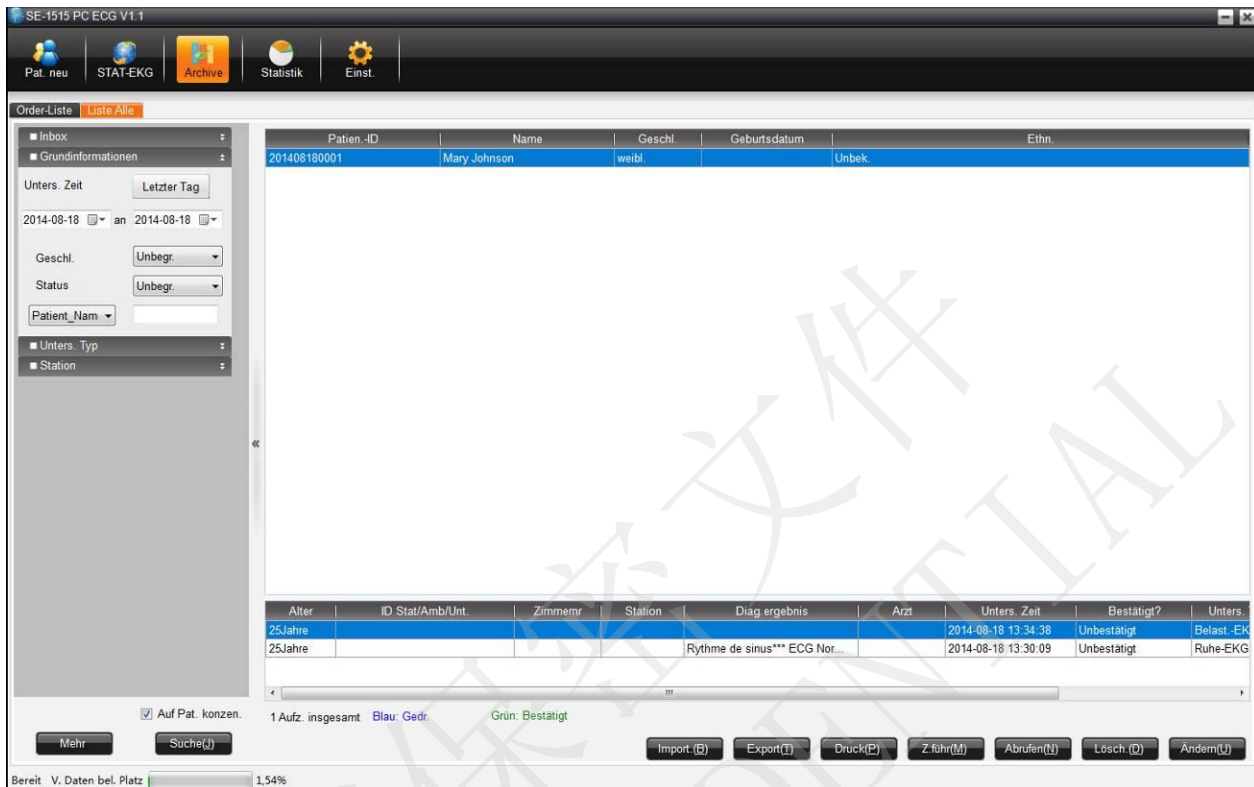 SE-1515 PC ECG V1.1
Pat. neu STAT-EKG Archive Statistik Einst.
Order-Liste Liste Alle
Inbox
Grundinformationen
Unters. Zeit Letzter Tag
2014-08-18 an 2014-08-18
Geschl. Unbegr.
Status Unbegr.
Patient_Nam
Unters. Typ
Station
Patien.-ID Name Geschl. Geburtsdatum Ethn.
201408180001 Mary Johnson weibl. Unbek.
Alter ID Stat/Amb/Unt. Zimmernr Station Diag.ergebnis Arzt Unters. Zeit Bestätigt? Unters.
25Jahre 2014-08-18 13:34:38 Unbestätigt Belast.-EK
25Jahre Rythme de sinus*** ECG Nor... 2014-08-18 13:30:09 Unbestätigt Ruhe-EKG
Auf Pat. konzen. 1 Aufz. insgesamt Blau: Gedr. Grün: Bestätigt
Mehr Suche(J)
Import.(B) Export(T) Druck(P) Z.führ(M) Abrufen(N) Lösch.(D) Ändern(U)
Bereit V. Daten bel. Platz 1,54%
保密文件
DENTIAL